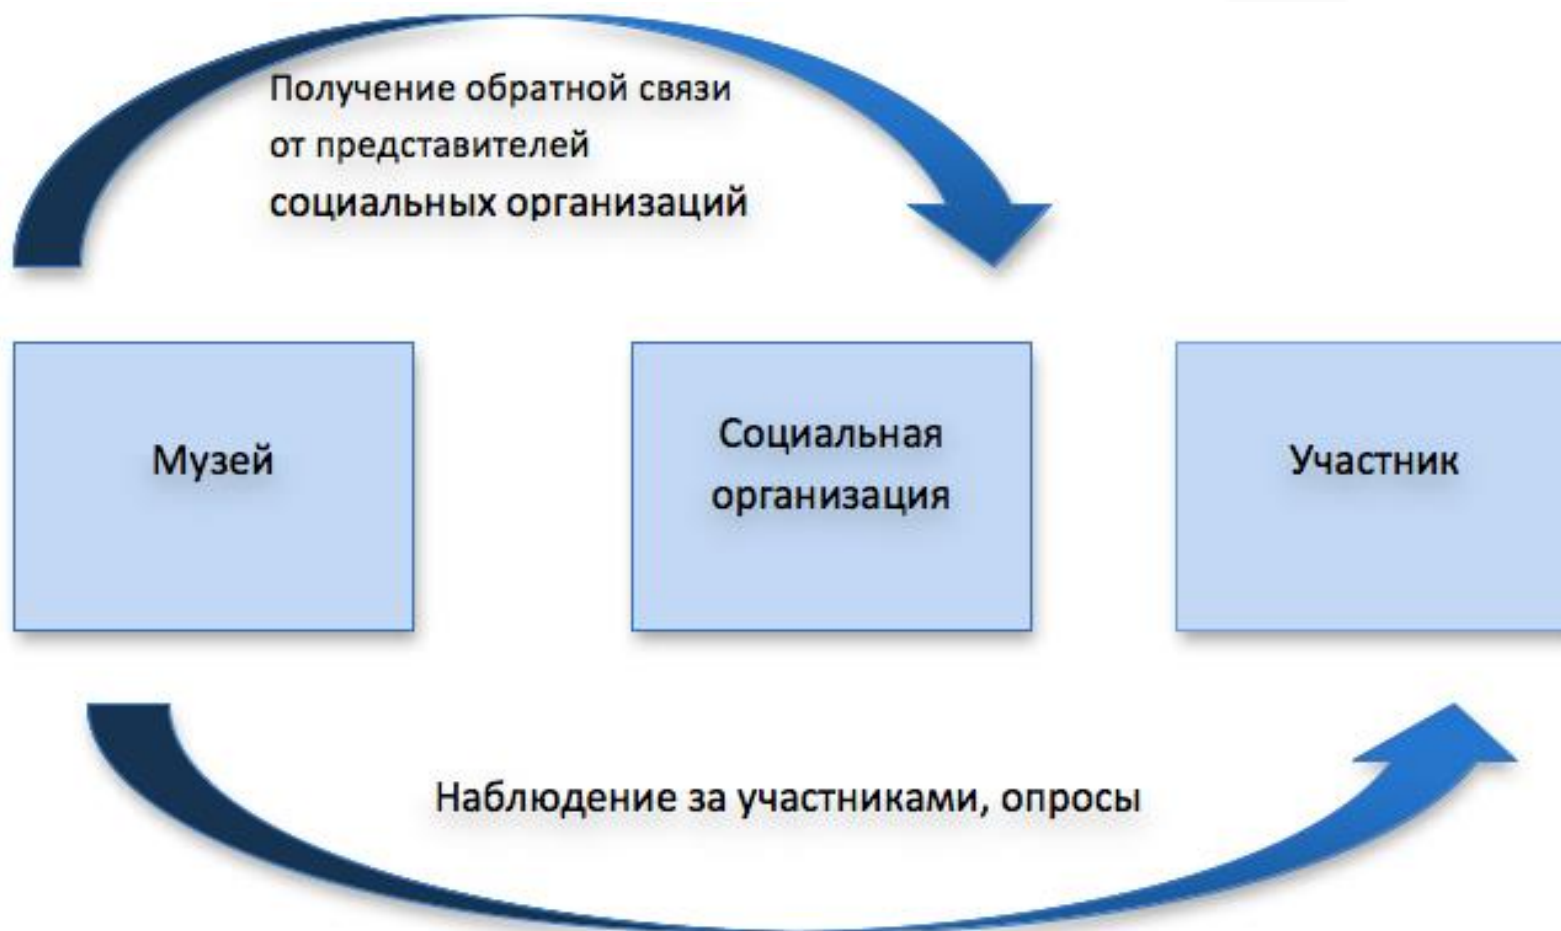 Получение обратной связи
от представителей
социальных организаций
Музей
Социальная
организация
Участник
Наблюдение за участниками, опросы